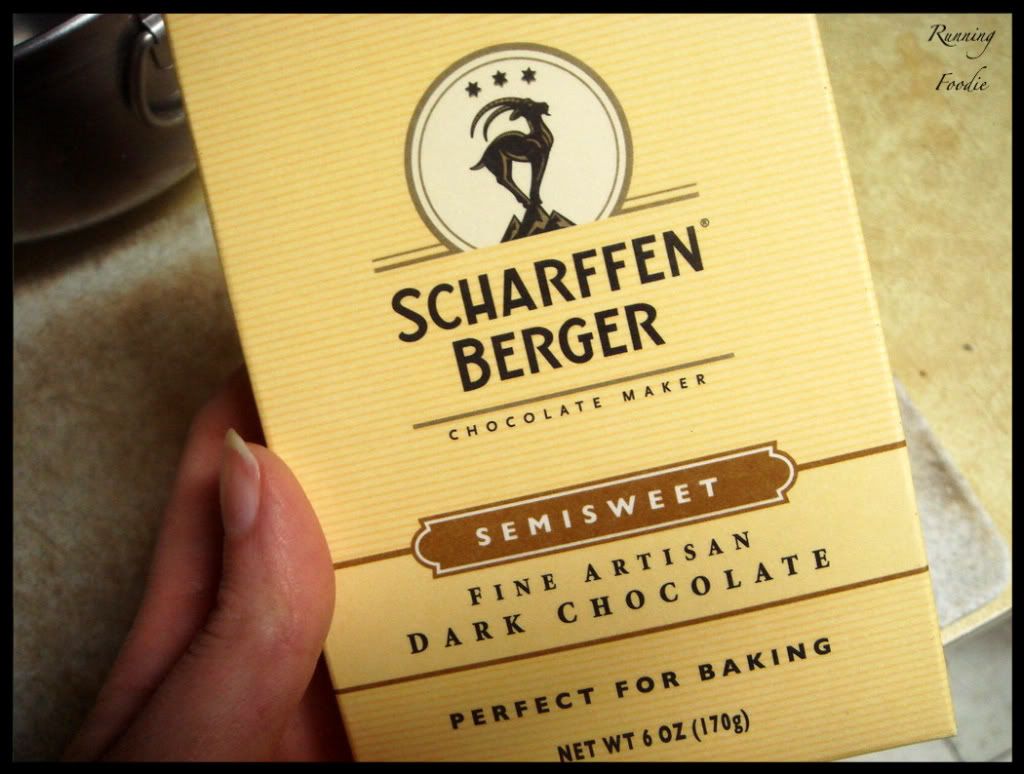 Running
Foodie
SCHARFFEN®
BERGER
CHOCOLATE MAKER
SEMISWEET
FINE ARTISAN
DARK CHOCOLATE
PERFECT FOR BAKING
NET WT 6 OZ (170g)